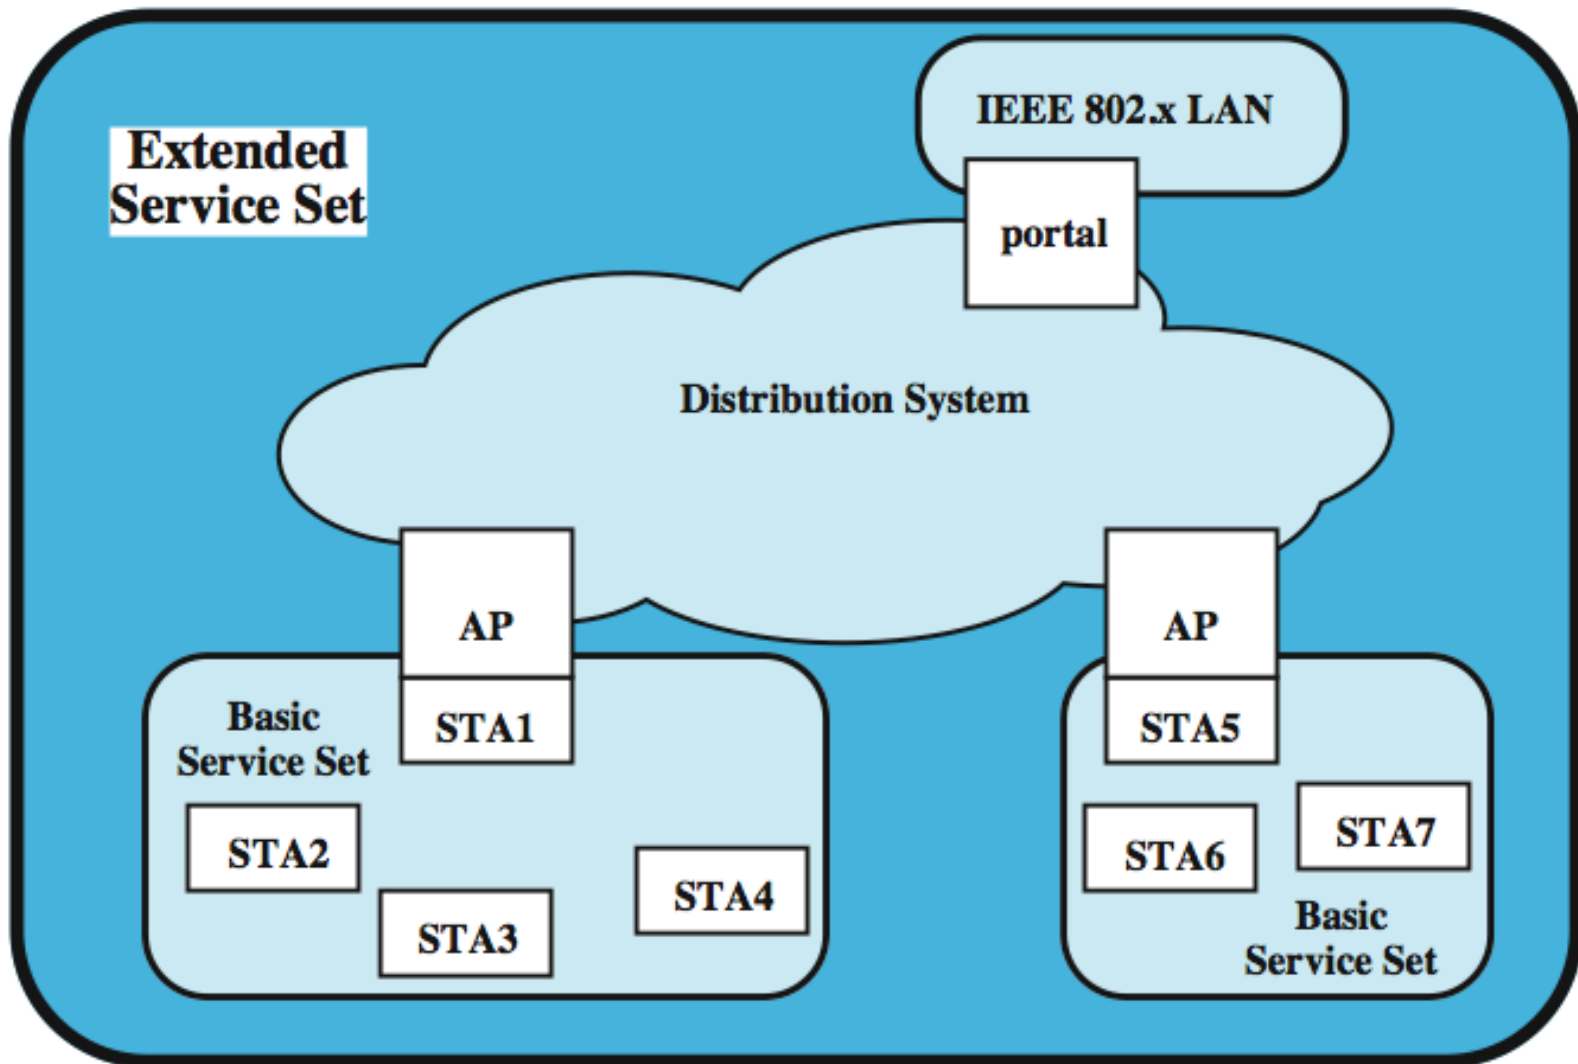 IEEE 802.x LAN
Extended
Service Set
portal
Distribution System
AP
AP
Basic
Service Set
STA1
STA5
STA2
STA3
STA4
STA6
STA7
Basic
Service Set